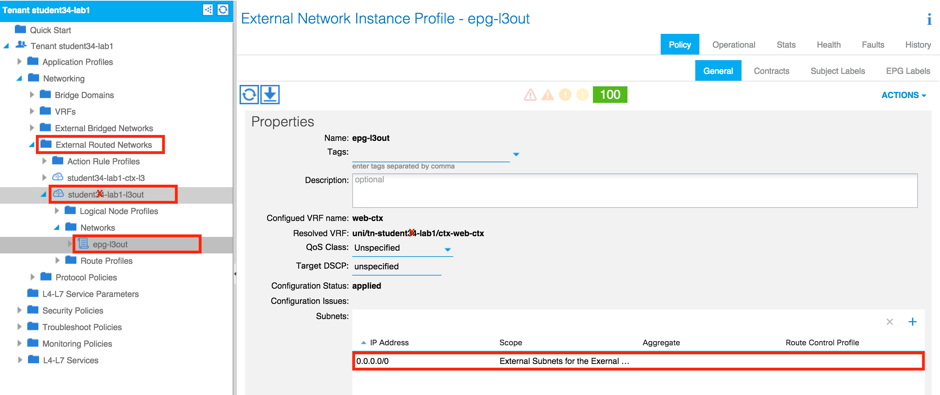 Tenant student34-lab1
Quick Start
Tenant student34-lab1
Application Profiles
Networking
Bridge Domains
VRFs
External Bridged Networks
External Routed Networks
Action Rule Profiles
student34-lab1-ctx-l3
student34-lab1-l3out
Logical Node Profiles
Networks
epg-l3out
Route Profiles
Protocol Policies
L4-L7 Service Parameters
Security Policies
Troubleshoot Policies
Monitoring Policies
L4-L7 Services
External Network Instance Profile - epg-l3out
i
Policy Operational Stats Health Faults History
General Contracts Subject Labels EPG Labels
100
ACTIONS
Properties
Name: epg-l3out
Tags:
enter tags separated by comma
Description: optional
Configued VRF name: web-ctx
Resolved VRF: uni/tn-student34-lab1/ctx-web-ctx
QoS Class: Unspecified
Target DSCP: unspecified
Configuration Status: applied
Configuration Issues:
Subnets:
IP Address Scope Aggregate Route Control Profile
0.0.0.0/0 External Subnets for the Exernal ...